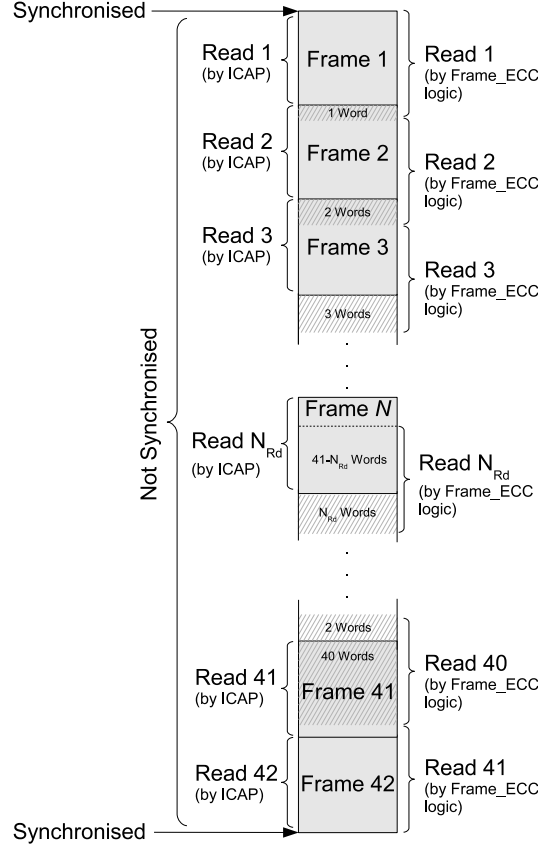 Synchronised
Read 1
(by ICAP)
Frame 1
Read 1
(by Frame_ECC
logic)
1 Word
Read 2
(by ICAP)
Frame 2
Read 2
(by Frame_ECC
logic)
2 Words
Read 3
(by ICAP)
Frame 3
Read 3
(by Frame_ECC
logic)
3 Words
Not Synchronised
Frame N
Read NRd
(by ICAP)
41-NRd Words
Read NRd
(by Frame_ECC
logic)
NRd Words
2 Words
40 Words
Read 41
(by ICAP)
Frame 41
Read 40
(by Frame_ECC
logic)
Read 42
(by ICAP)
Frame 42
Read 41
(by Frame_ECC
logic)
Synchronised